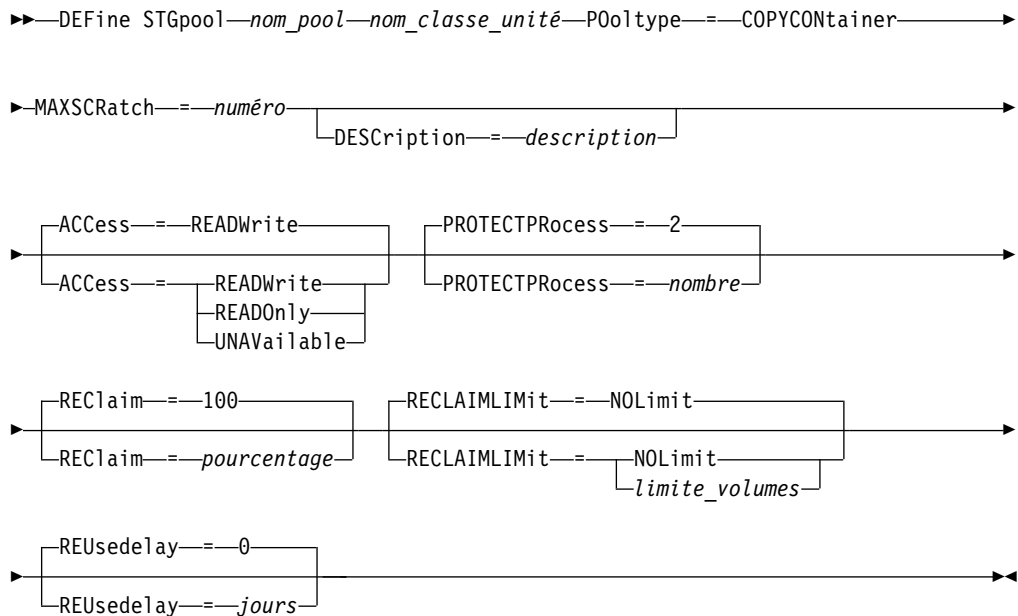 DEFine STGpool nom_pool nom_classe_unité POoltype = COPYCONtainer
MAXSCRatch = numéro
DESCription = description
ACCess = READWrite PROTECTPRocess = 2
ACCess = READWrite PROTECTPRocess = nombre
READOnly
UNAVailable
REClaim = 100 RECLAIMLIMit = NOLimit
REClaim = pourcentage RECLAIMLIMit = NOLimit
limite_volumes
REUsedelay = 0
REUsedelay = jours